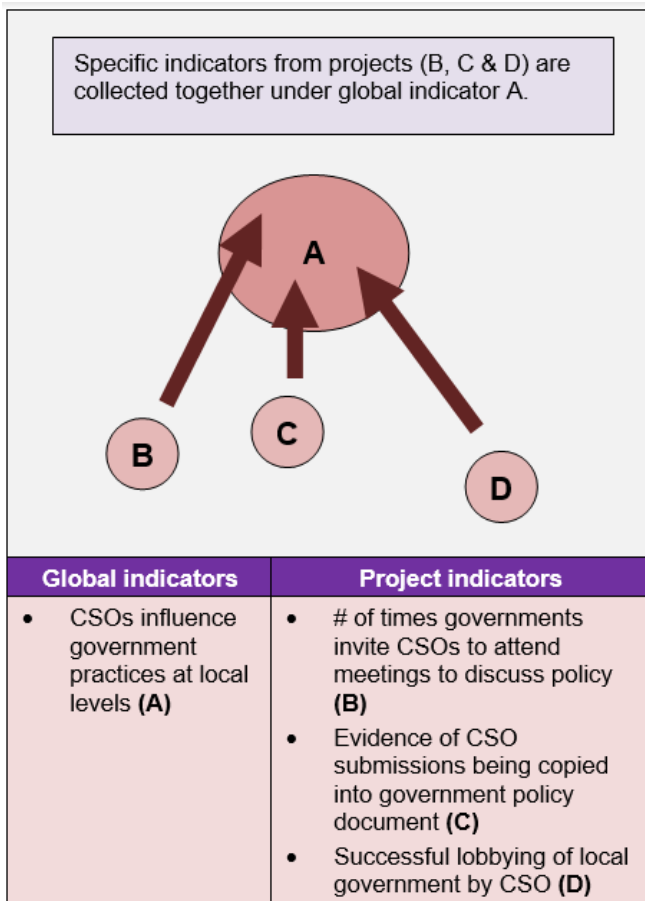 Specific indicators from projects (B, C & D) are
collected together under global indicator A.
A
B
C
D
Global indicators
Project indicators
• CSOs influence
government
practices at local
levels (A)
• # of times governments
invite CSOs to attend
meetings to discuss policy
(B)
• Evidence of CSO
submissions being copied
into government policy
document (C)
• Successful lobbying of local
government by CSO (D)